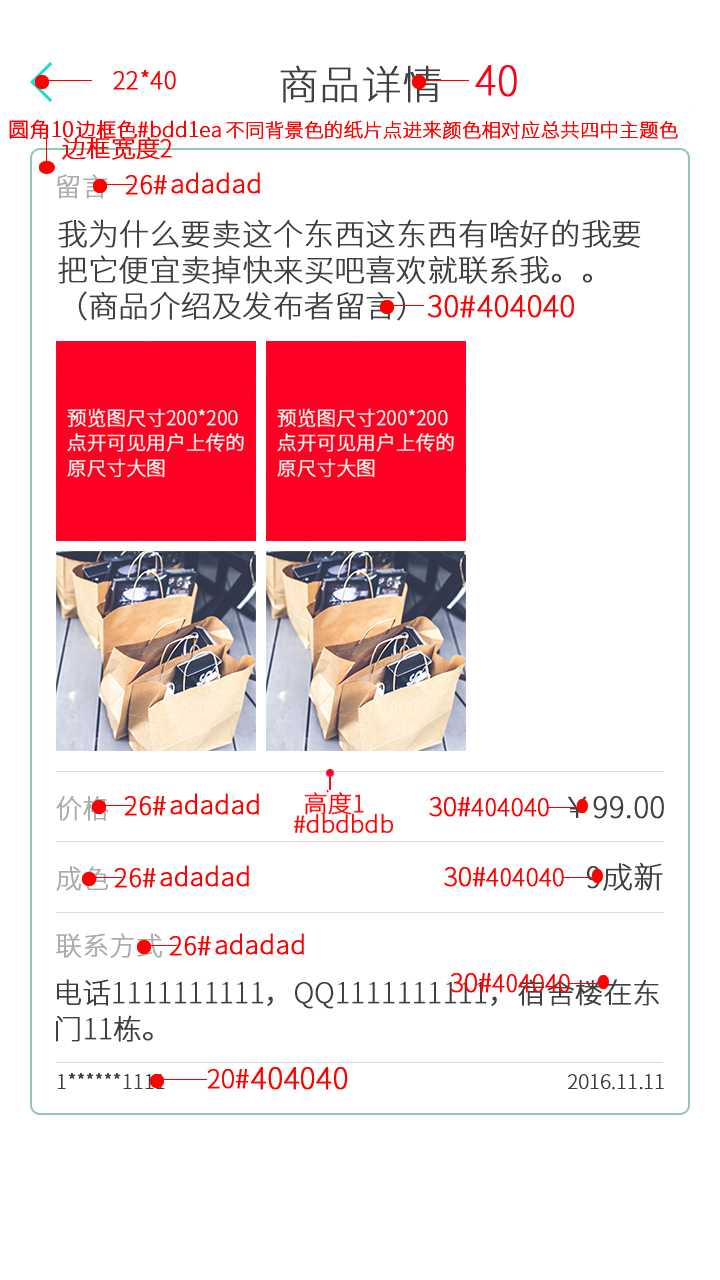 22*40
商品详情
40
圆角10边框色#bdd1ea不同背景色的纸片点进来颜色相对应总共四中主题色
边框宽度2
留言
26#adadad
我为什么要卖这个东西这东西有啥好的我要
把它便宜卖掉快来买吧喜欢就联系我。。
（商品介绍及发布者留言）
30#404040
预览图尺寸200*200
点开可见用户上传的
原尺寸大图
预览图尺寸200*200
点开可见用户上传的
原尺寸大图
价格
26#adadad
高度1
#dbdbdb
30#404040
￥99.00
成色
26#adadad
30#404040
9成新
联系方式
26#adadad
30#404040
电话1111111111，QQ1111111111，宿舍楼在东
门11栋。
1******1111
20#404040
2016.11.11